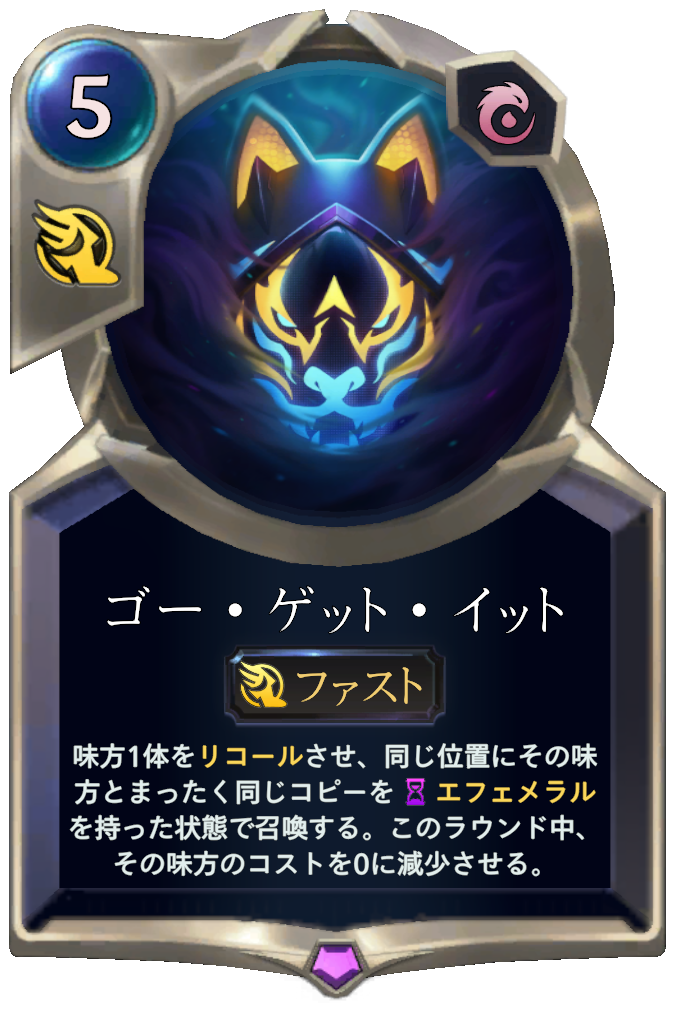 5
ゴー・ゲット・イット
ファスト
味方1体をリコールさせ、同じ位置にその味
方とまったく同じコピーを エフェメラル
を持った状態で召喚する。このラウンド中、
その味方のコストを0に減少させる。